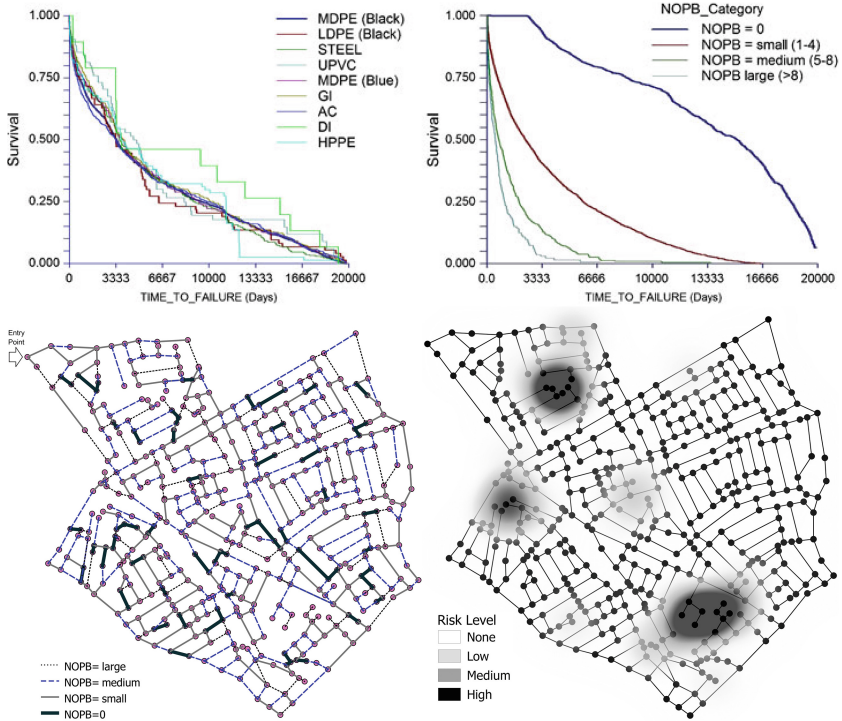 1.000
0.750
0.500
0.250
0.000
Survival
0
3333
6667
10000
13333
16667
20000
TIME_TO_FAILURE (Days)
MDPE (Black)
LDPE (Black)
STEEL
UPVC
MDPE (Blue)
GI
AC
DI
HPPE
1.000
0.750
0.500
0.250
0.000
Survival
0.0
3333
6666
10000
13333
16666
20000
TIME_TO_FAILURE (Days)
NOPB_Category
NOPB = 0
NOPB = small (1-4)
NOPB = medium (5-8)
NOPB large (>8)
Entry
Point
NOPB= large
NOPB= medium
NOPB= small
NOPB=0
Risk Level
None
Low
Medium
High